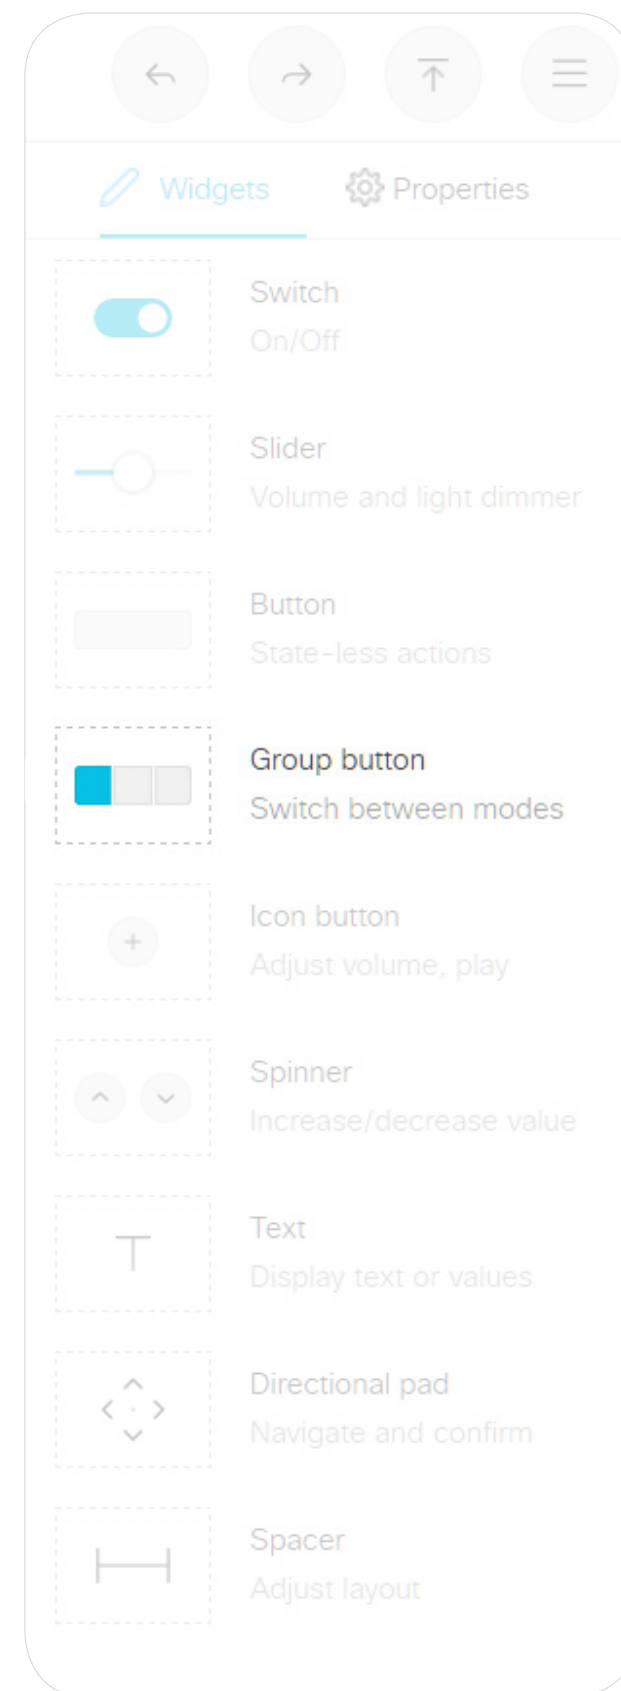 Widgets
Properties
Switch
On/Off
Slider
Volume and light dimmer
Button
State-less actions
Group button
Switch between modes
Icon button
Adjust volume, play
Spinner
Increase/decrease value
Text
Display text or values
Directional pad
Navigate and confirm
Spacer
Adjust layout